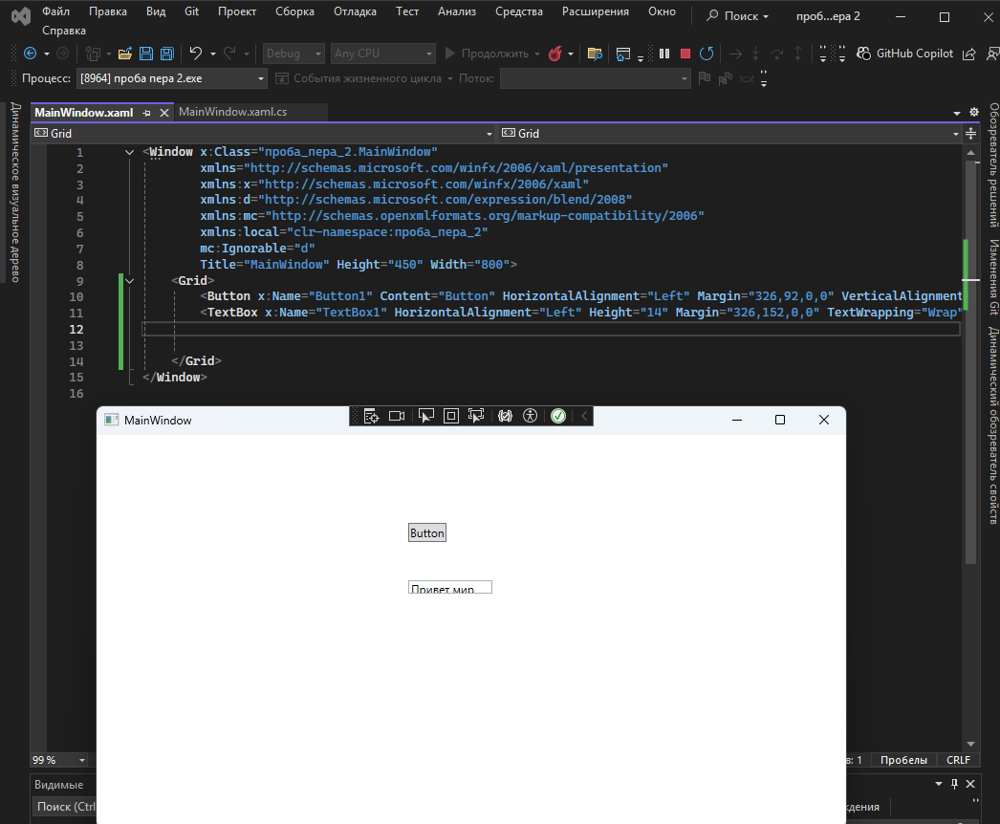 Файл Правка Вид Git Проект Сборка Отладка Тест Анализ Средства Расширения Окно Поиск проб...ера 2
Справка
Debug Any CPU Продолжить GitHub Copilot
Процесс: [8964] проба пера 2.exe События жизненного цикла Поток:
MainWindow.xaml MainWindow.xaml.cs
Grid Grid
1 <Window x:Class="проба_пера_2.MainWindow"
2 xmlns="http://schemas.microsoft.com/winfx/2006/xaml/presentation"
3 xmlns:x="http://schemas.microsoft.com/winfx/2006/xaml"
4 xmlns:d="http://schemas.microsoft.com/expression/blend/2008"
5 xmlns:mc="http://schemas.openxmlformats.org/markup-compatibility/2006"
6 xmlns:local="clr-namespace:проба_пера_2"
7 mc:Ignorable="d"
8 Title="MainWindow" Height="450" Width="800">
9 <Grid>
10 <Button x:Name="Button1" Content="Button" HorizontalAlignment="Left" Margin="326,92,0,0" VerticalAlignment
11 <TextBox x:Name="TextBox1" HorizontalAlignment="Left" Height="14" Margin="326,152,0,0" TextWrapping="Wrap"
12
13
14 </Grid>
15 </Window>
16
Динамическое визуальное дерево
Обозреватель решений
Изменения Git
Динамический обозреватель свойств
MainWindow
Button
Привет мир
99 % в: 1 Пробелы CRLF
Видимые
Поиск (Ctrl ждения